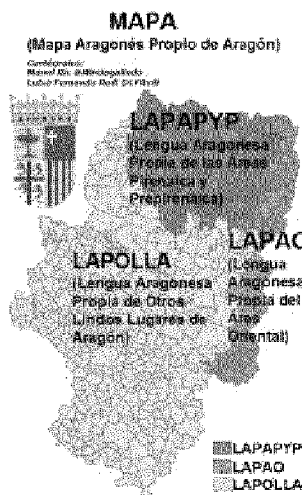 MAPA
(Mapa Aragonés Propio de Aragón)
Cartógrafos:
LAPAPYP
(Lengua Aragonesa
Propia de las Áreas
Pirenaica y
Prepirenaica)
LAPAO
(Lengua
Aragonesa
Propia del
Área
Oriental)
LAPOLLA
(Lengua Aragonesa
Propia de Otros
Lindos Lugares de
Aragón)
LAPAPYP
LAPAO
LAPOLLA